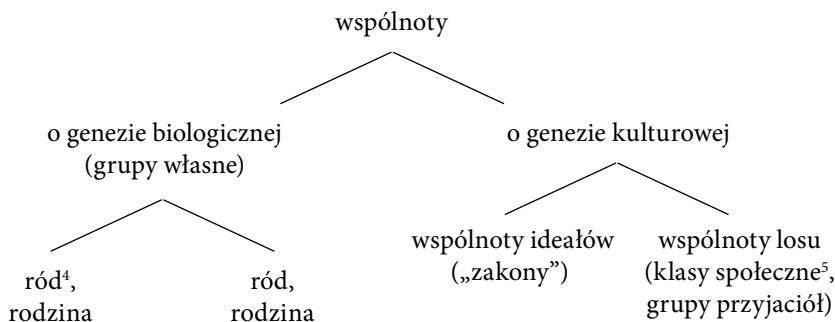 wspólnoty
o genezie biologicznej
(grupy własne)
o genezie kulturowej
ród⁴,
rodzina
ród,
rodzina
wspólnoty ideałów
(„zakony”)
wspólnoty losu
(klasy społeczne⁵,
grupy przyjaciół)